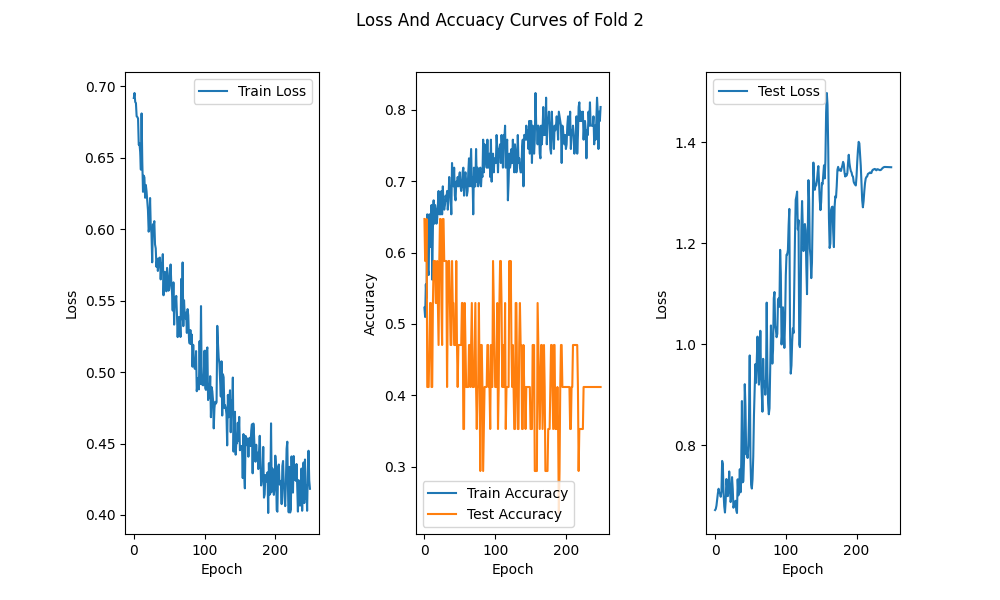 Loss And Accuacy Curves of Fold 2
0.70
0.65
0.60
0.55
0.50
0.45
0.40
Loss
0
100
200
Epoch
Train Loss
0.8
0.7
0.6
0.5
0.4
0.3
Accuracy
0
100
200
Epoch
Train Accuracy
Test Accuracy
1.4
1.2
1.0
0.8
Loss
0
100
200
Epoch
Test Loss